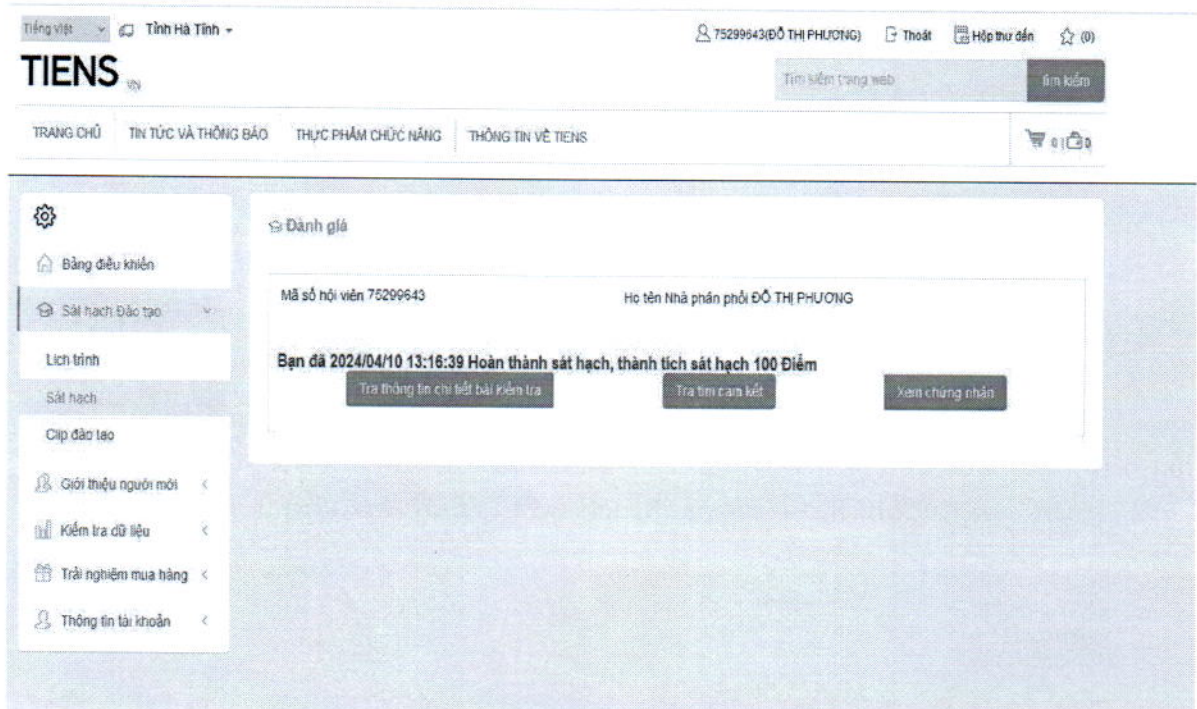 Tiếng Việt Tỉnh Hà Tĩnh 75299643(ĐỖ THỊ PHƯƠNG) Thoát Hộp thư đến (0)
TIENS VN
Tìm kiếm trang web Tìm kiếm
TRANG CHỦ TIN TỨC VÀ THÔNG BÁO THỰC PHẨM CHỨC NĂNG THÔNG TIN VỀ TIENS 0 | 0
Đánh giá
Bảng điều khiển
Mã số hội viên 75299643 Họ tên Nhà phân phối ĐỖ THỊ PHƯƠNG
Sát hạch Đào tạo
Lịch trình
Bạn đã 2024/04/10 13:16:39 Hoàn thành sát hạch, thành tích sát hạch 100 Điểm
Tra thông tin chi tiết bài kiểm tra Tra tìm cam kết Xem chứng nhận
Sát hạch
Clip đào tạo
Giới thiệu người mới
Kiểm tra dữ liệu
Trải nghiệm mua hàng
Thông tin tài khoản